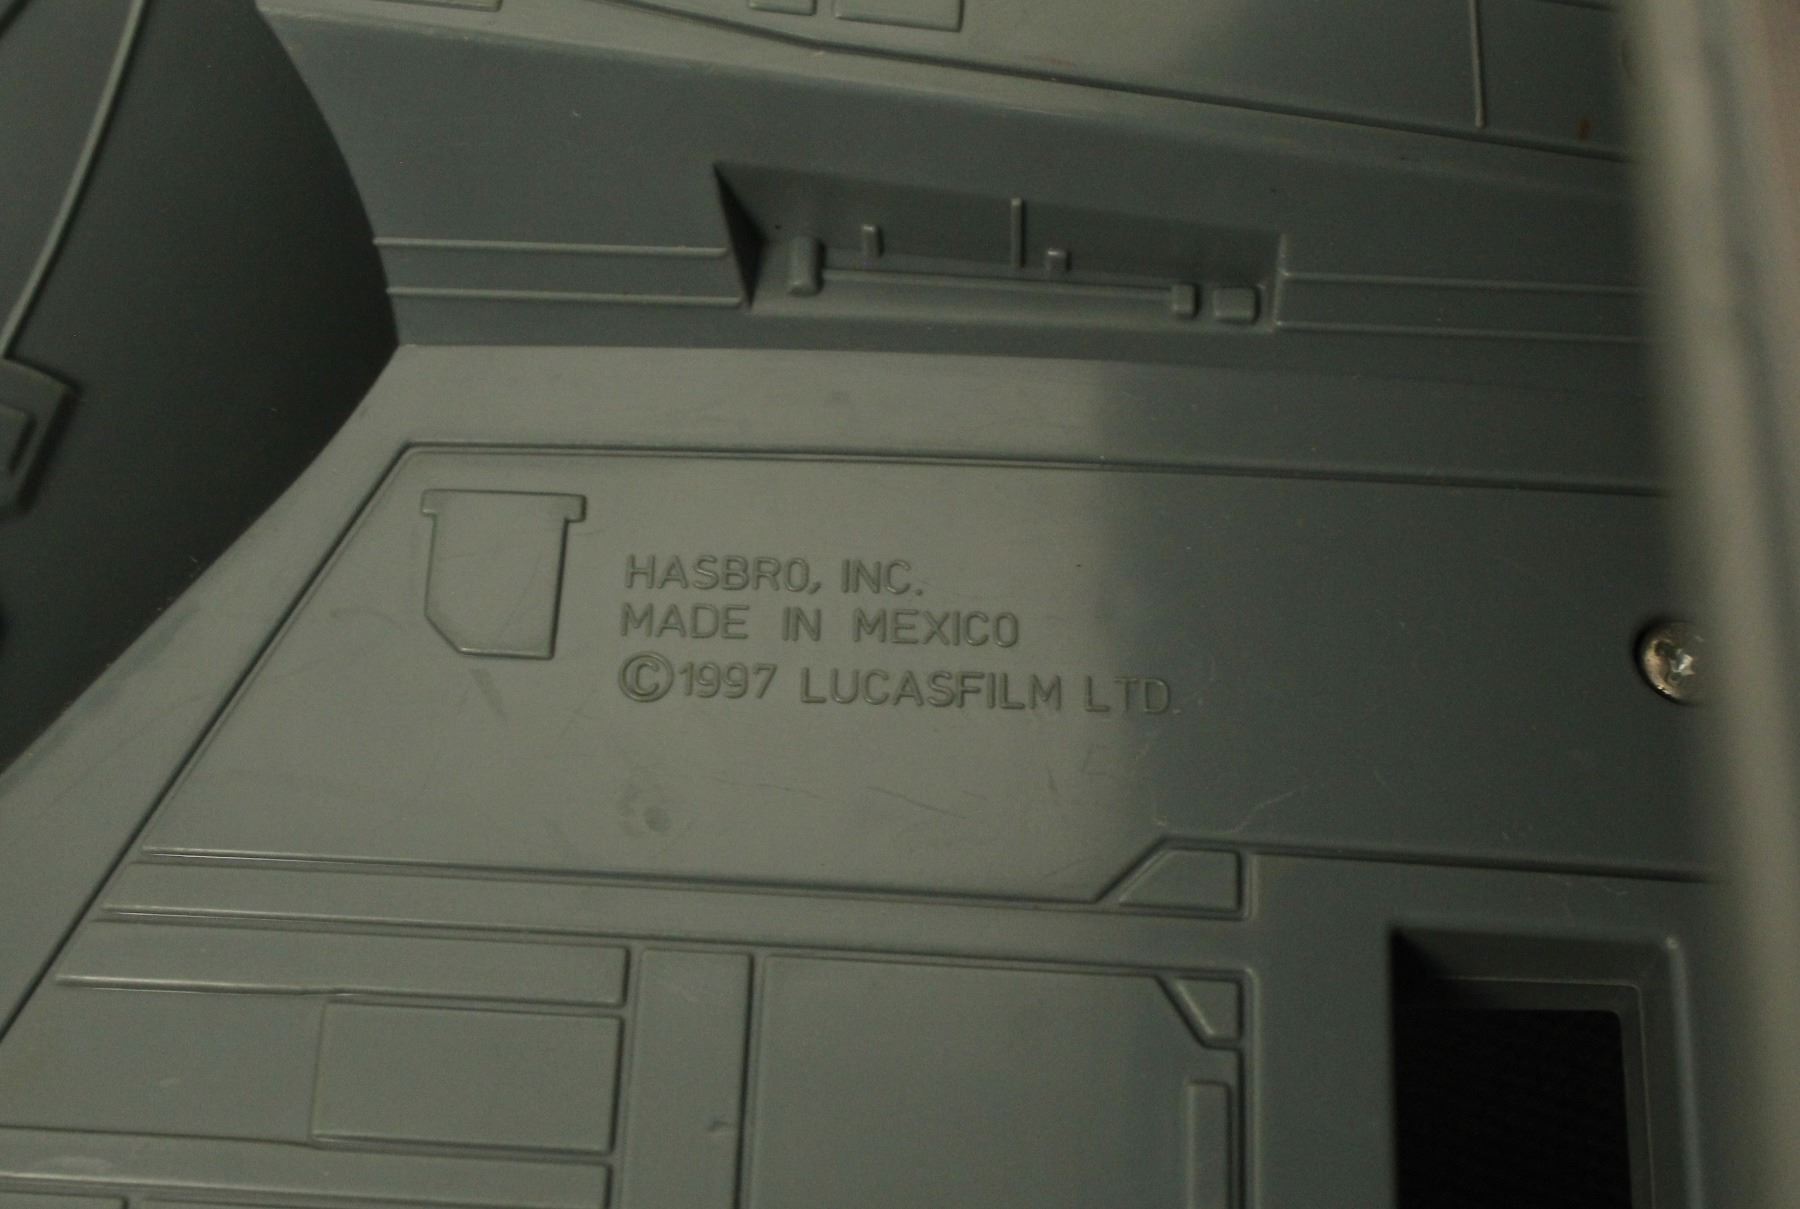 HASBRO, INC.
MADE IN MEXICO
©1997 LUCASFILM LTD.